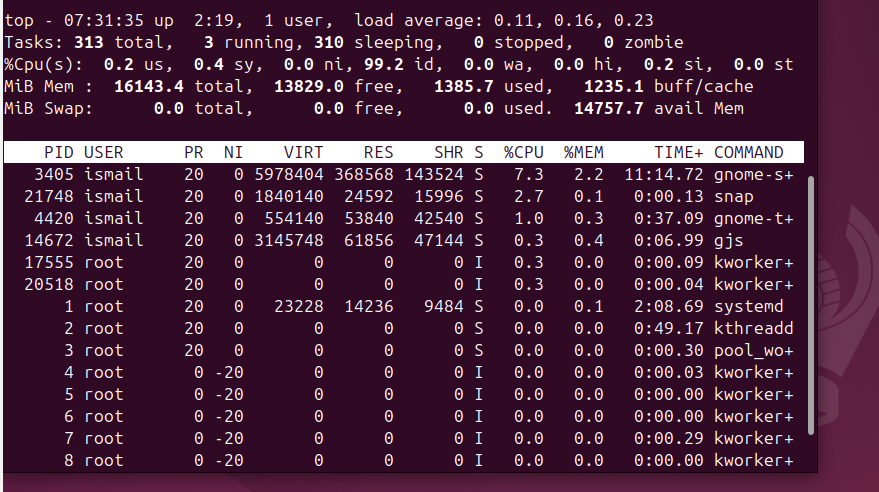 top - 07:31:35 up  2:19,  1 user,  load average: 0.11, 0.16, 0.23
Tasks: 313 total,   3 running, 310 sleeping,   0 stopped,   0 zombie
%Cpu(s):  0.2 us,  0.4 sy,  0.0 ni, 99.2 id,  0.0 wa,  0.0 hi,  0.2 si,  0.0 st
MiB Mem :  16143.4 total,  13829.0 free,   1385.7 used,   1235.1 buff/cache
MiB Swap:      0.0 total,      0.0 free,      0.0 used.  14757.7 avail Mem
PID USER      PR  NI    VIRT    RES    SHR S  %CPU  %MEM     TIME+ COMMAND
3405 ismail    20   0 5978404 368568 143524 S   7.3   2.2  11:14.72 gnome-s+
21748 ismail    20   0 1840140  24592  15996 S   2.7   0.1   0:00.13 snap
4420 ismail    20   0  554140  53840  42540 S   1.0   0.3   0:37.09 gnome-t+
14672 ismail    20   0 3145748  61856  47144 S   0.3   0.4   0:06.99 gjs
17555 root      20   0       0      0      0 I   0.3   0.0   0:00.09 kworker+
20518 root      20   0       0      0      0 I   0.3   0.0   0:00.04 kworker+
1 root      20   0   23228  14236   9484 S   0.0   0.1   2:08.69 systemd
2 root      20   0       0      0      0 S   0.0   0.0   0:49.17 kthreadd
3 root      20   0       0      0      0 S   0.0   0.0   0:00.30 pool_wo+
4 root       0 -20       0      0      0 I   0.0   0.0   0:00.03 kworker+
5 root       0 -20       0      0      0 I   0.0   0.0   0:00.00 kworker+
6 root       0 -20       0      0      0 I   0.0   0.0   0:00.00 kworker+
7 root       0 -20       0      0      0 I   0.0   0.0   0:00.29 kworker+
8 root       0 -20       0      0      0 I   0.0   0.0   0:00.00 kworker+